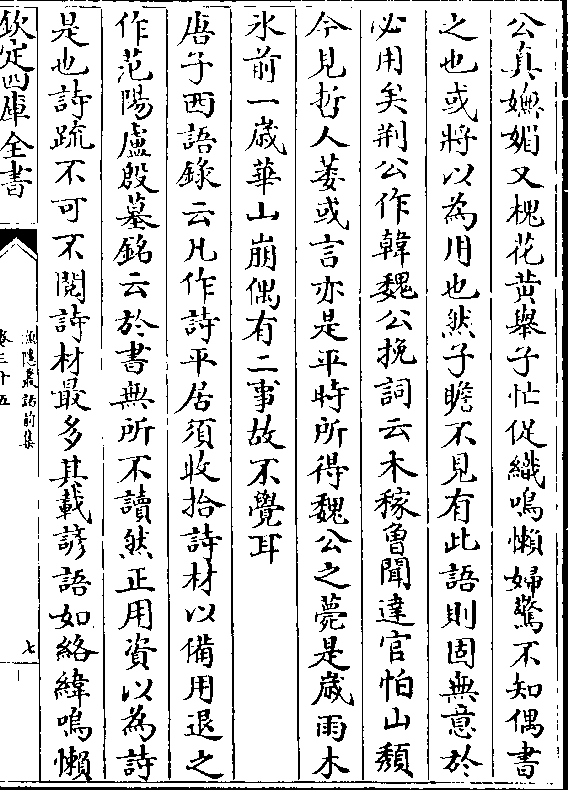 公真嫵媚又槐花黄舉子忙促織鳴懶婦驚不知偶書
之也或將以為用也然子瞻不見有此語則固無意於
必用矣荆公作韓魏公挽詞云木稼曽聞達官怕山頹
今見哲人萎或言亦是平時所得魏公之薨是嵗雨木
氷前一嵗華山崩偶有二事故不覺耳
唐子西語錄云凡作詩平居須收拾詩材以備用退之
作范陽盧殷墓銘云於書無所不讀然正用資以為詩
是也詩疏不可不閱詩材最多其載諺語如絡緯鳴懶
欽定四庫全書
漁隱叢話前集
卷三十五
七